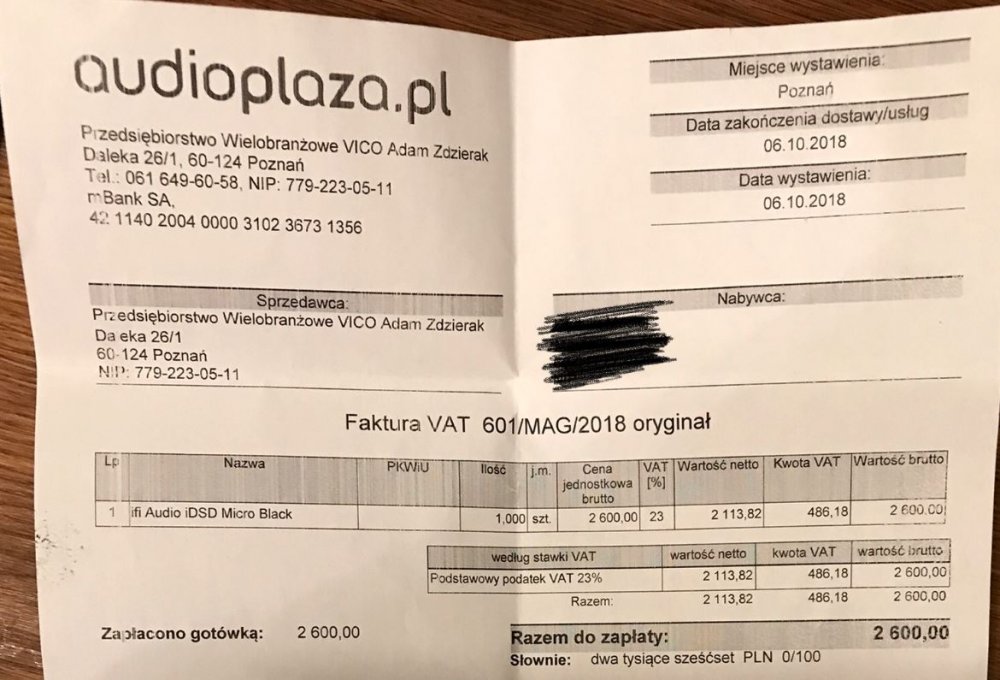 audioplaza.pl
Przedsiębiorstwo Wielobranżowe VICO Adam Zdzierak
Daleka 26/1, 60-124 Poznań
Tel.: 061 649-60-58, NIP: 779-223-05-11
mBank SA,
42 1140 2004 0000 3102 3673 1356
Miejsce wystawienia:
Poznań
Data zakończenia dostawy/usług
06.10.2018
Data wystawienia:
06.10.2018
Sprzedawca:
Przedsiębiorstwo Wielobranżowe VICO Adam Zdzierak
Daleka 26/1
60-124 Poznań
NIP: 779-223-05-11
Nabywca:
Faktura VAT 601/MAG/2018 oryginał
Lp Nazwa PKWiU Ilość j.m. Cena jednostkowa brutto VAT [%] Wartość netto Kwota VAT Wartość brutto
1 ifi Audio iDSD Micro Black 1,000 szt. 2 600,00 23 2 113,82 486,18 2 600,00
według stawki VAT wartość netto kwota VAT wartość brutto
Podstawowy podatek VAT 23% 2 113,82 486,18 2 600,00
Razem: 2 113,82 486,18 2 600,00
Zapłacono gotówką: 2 600,00
Razem do zapłaty: 2 600,00
Słownie: dwa tysiące sześćset PLN 0/100